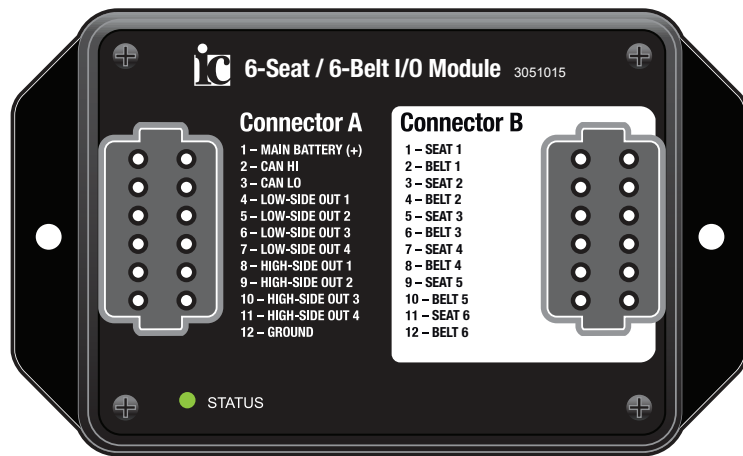 ic 6-Seat / 6-Belt I/O Module 3051015
Connector A
1 – MAIN BATTERY (+)
2 – CAN HI
3 – CAN LO
4 – LOW-SIDE OUT 1
5 – LOW-SIDE OUT 2
6 – LOW-SIDE OUT 3
7 – LOW-SIDE OUT 4
8 – HIGH-SIDE OUT 1
9 – HIGH-SIDE OUT 2
10 – HIGH-SIDE OUT 3
11 – HIGH-SIDE OUT 4
12 – GROUND
Connector B
1 – SEAT 1
2 – BELT 1
3 – SEAT 2
4 – BELT 2
5 – SEAT 3
6 – BELT 3
7 – SEAT 4
8 – BELT 4
9 – SEAT 5
10 – BELT 5
11 – SEAT 6
12 – BELT 6
STATUS